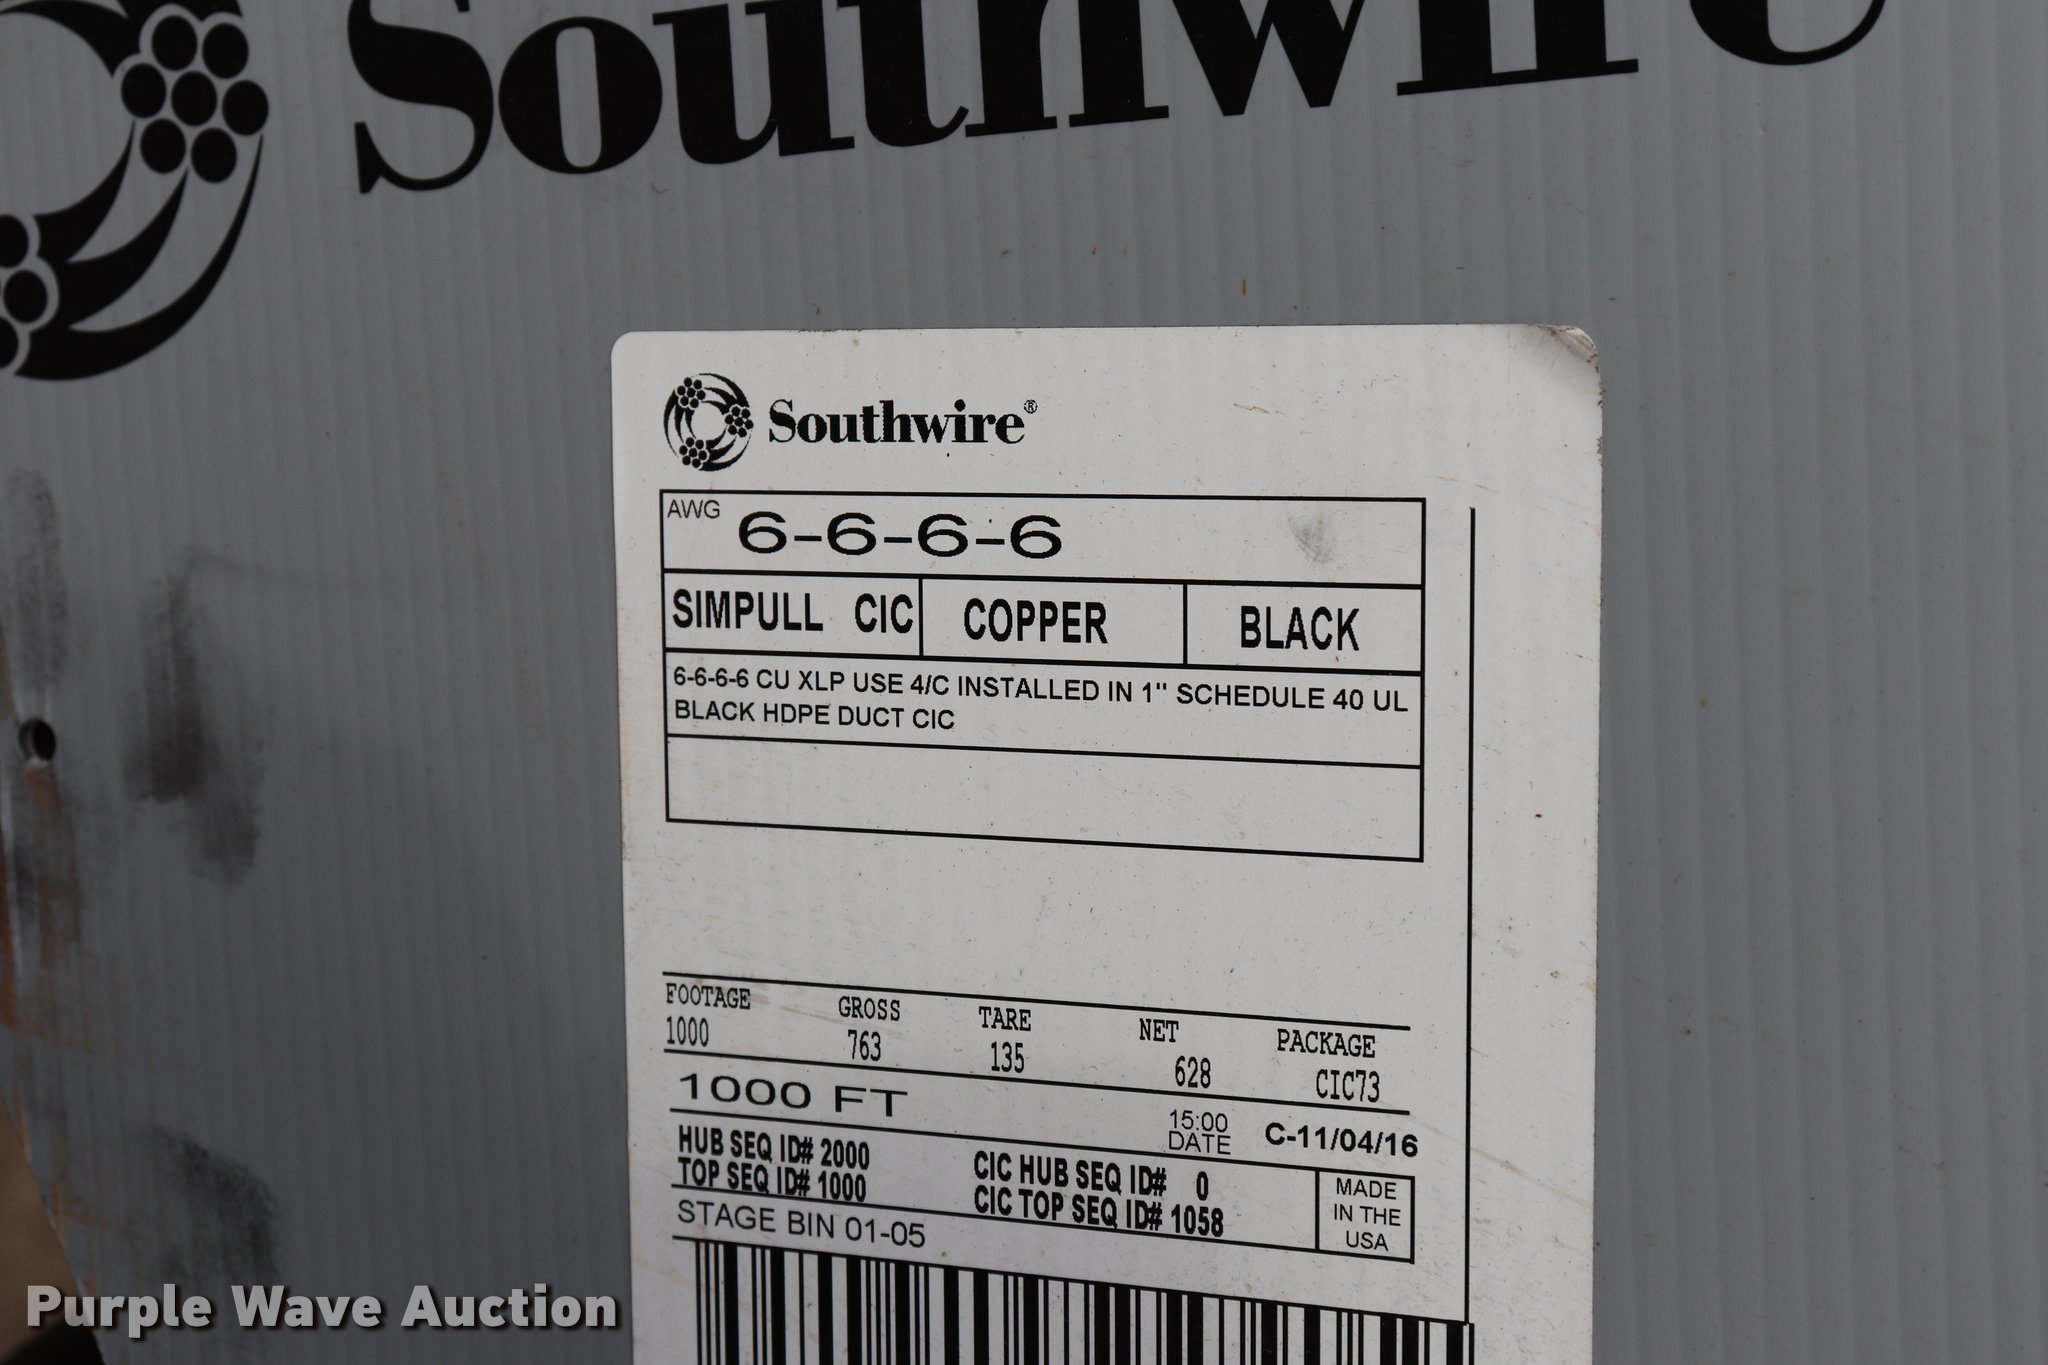 Southwire
Southwire®
AWG 6-6-6-6
SIMPULL CIC COPPER BLACK
6-6-6-6 CU XLP USE 4/C INSTALLED IN 1" SCHEDULE 40 UL
BLACK HDPE DUCT CIC
FOOTAGE GROSS TARE NET PACKAGE
1000 763 135 628 CIC73
1000 FT 15:00 DATE C-11/04/16
HUB SEQ ID# 2000 CIC HUB SEQ ID# 0
TOP SEQ ID# 1000 CIC TOP SEQ ID# 1058
STAGE BIN 01-05
MADE
IN THE
USA
Purple Wave Auction